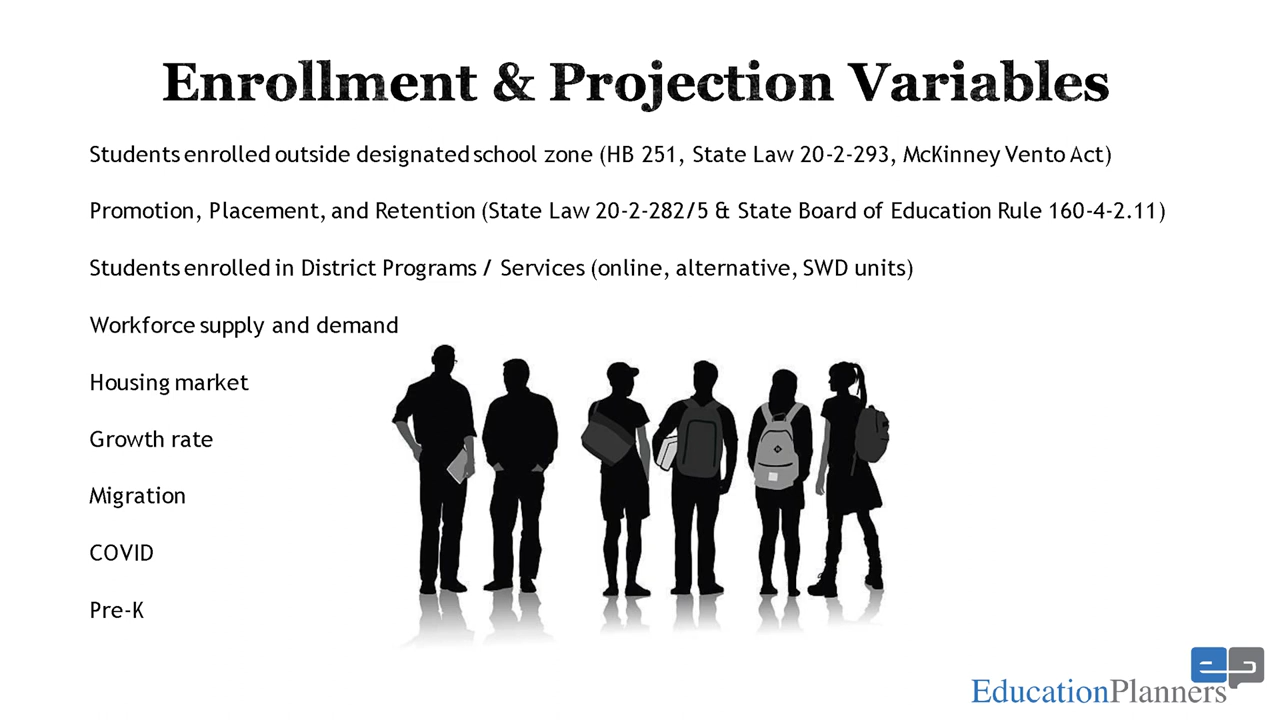 Enrollment & Projection Variables
Students enrolled outside designated school zone (HB 251, State Law 20-2-293, McKinney Vento Act)
Promotion, Placement, and Retention (State Law 20-2-282/5 & State Board of Education Rule 160-4-2.11)
Students enrolled in District Programs / Services (online, alternative, SWD units)
Workforce supply and demand
Housing market
Growth rate
Migration
COVID
Pre-K
ep
EducationPlanners